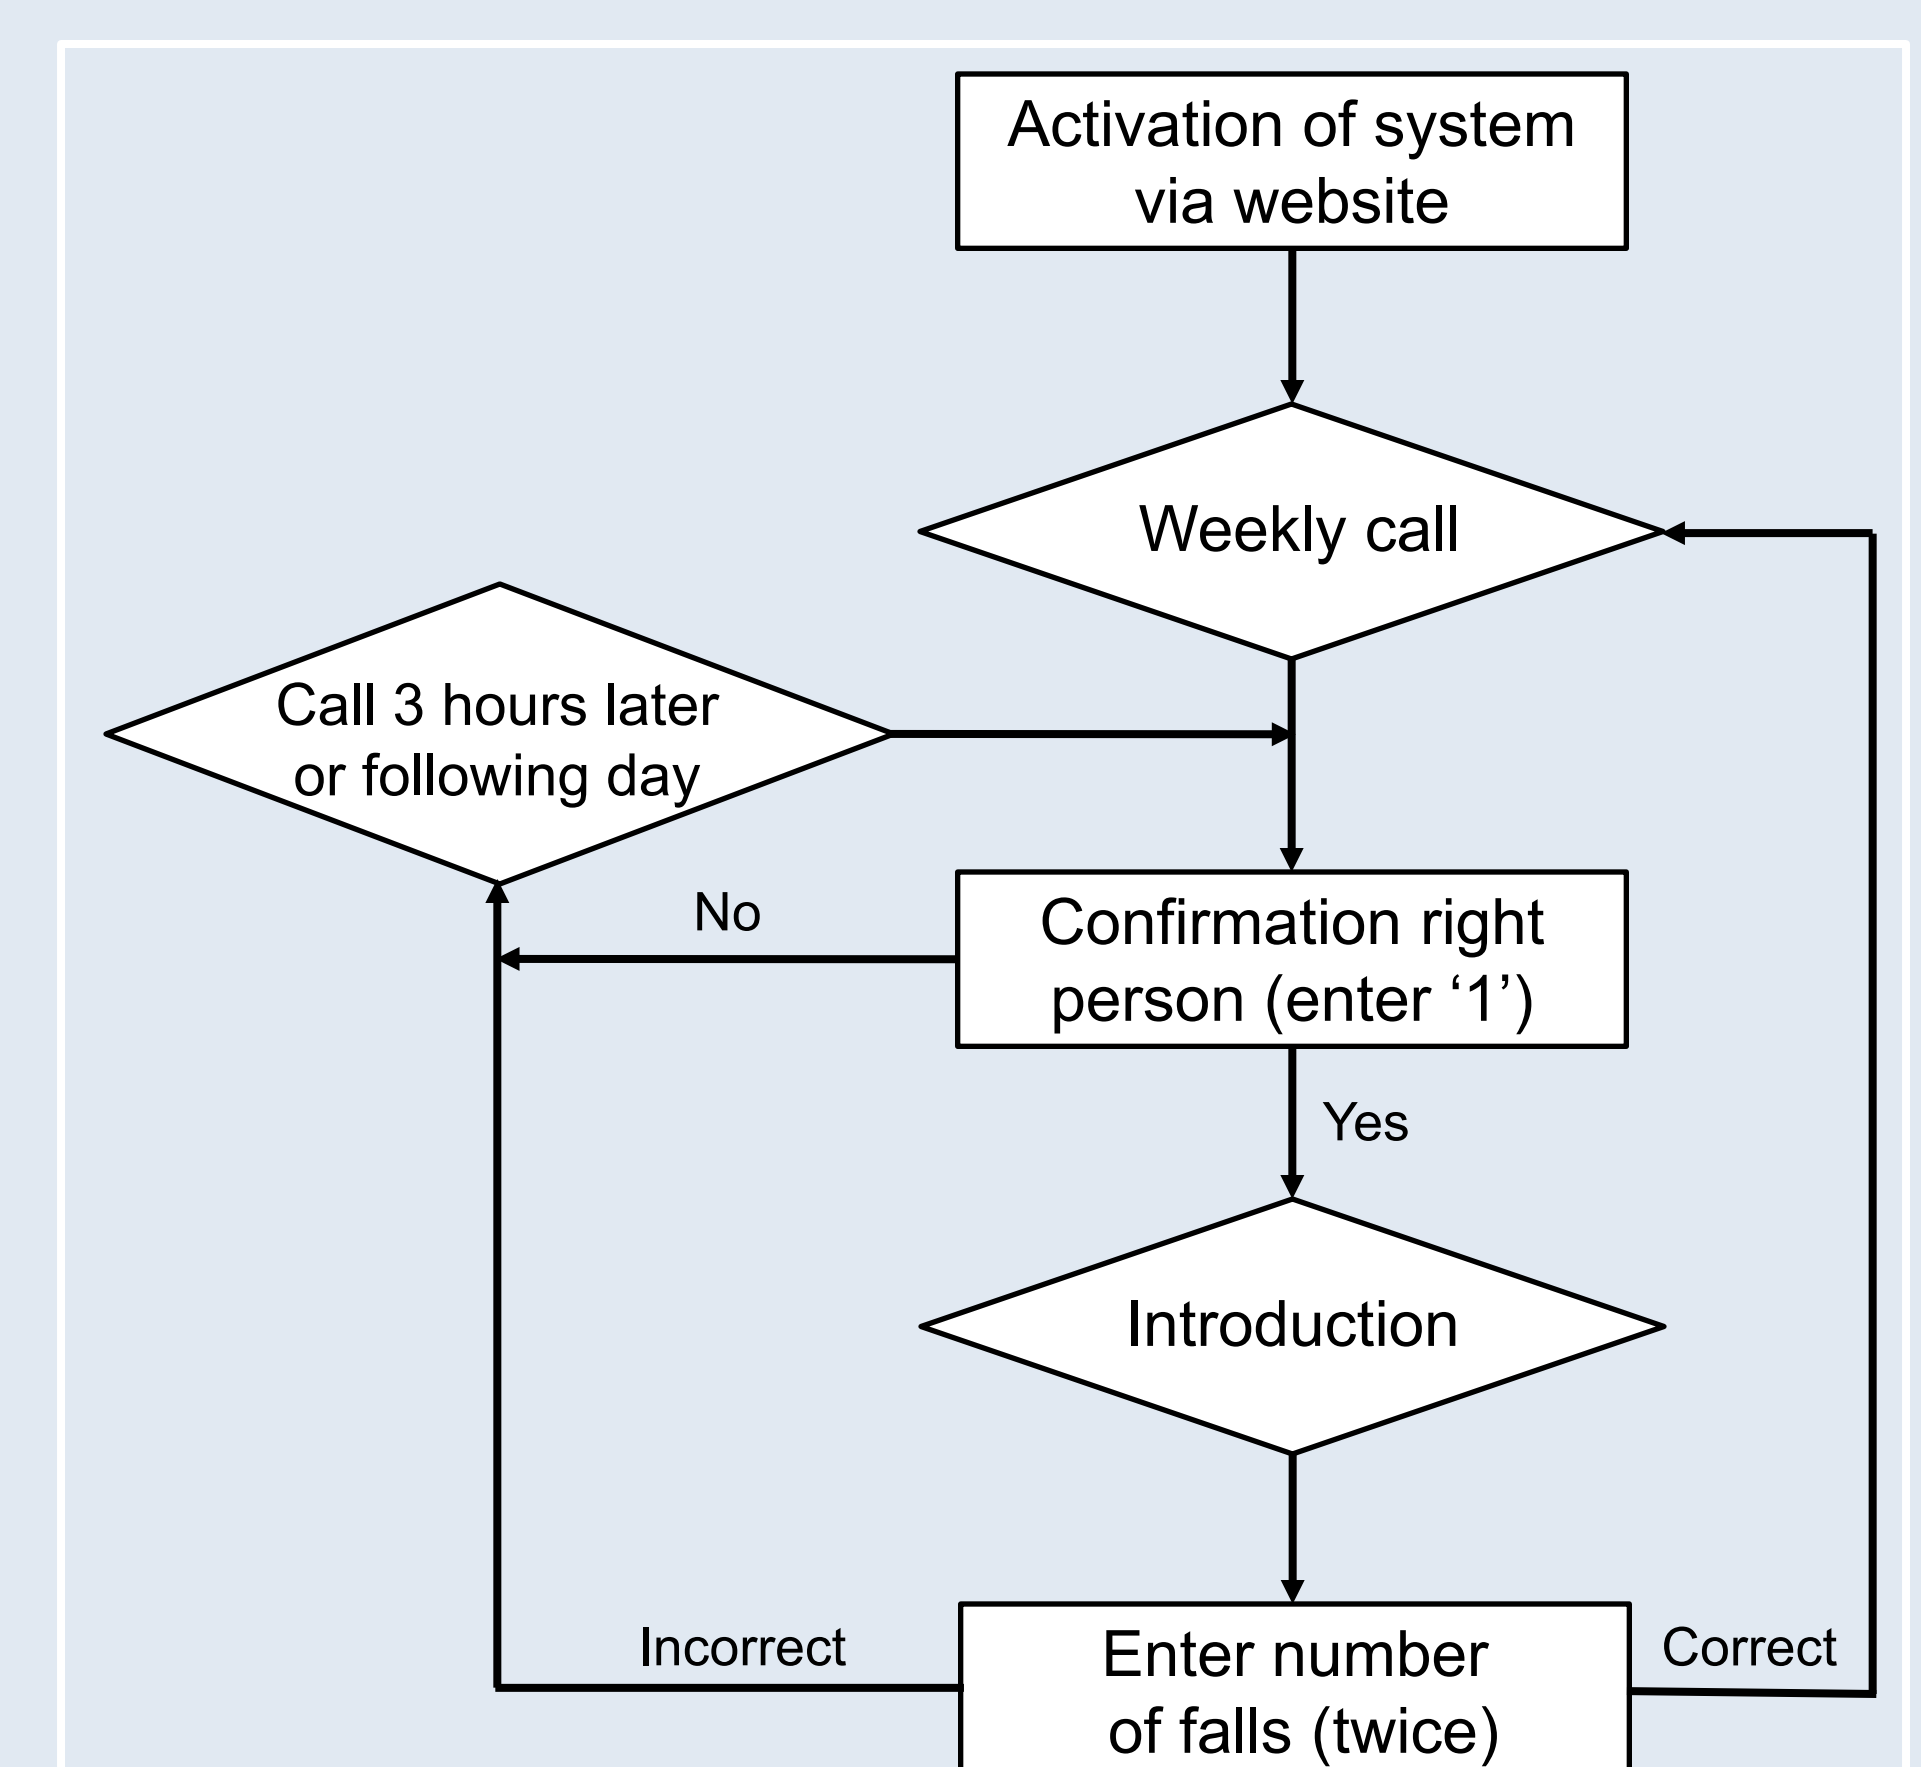 Activation of system
via website
Weekly call
Call 3 hours later
or following day
No
Confirmation right
person (enter ‘1’)
Yes
Introduction
Incorrect
Enter number
of falls (twice)
Correct